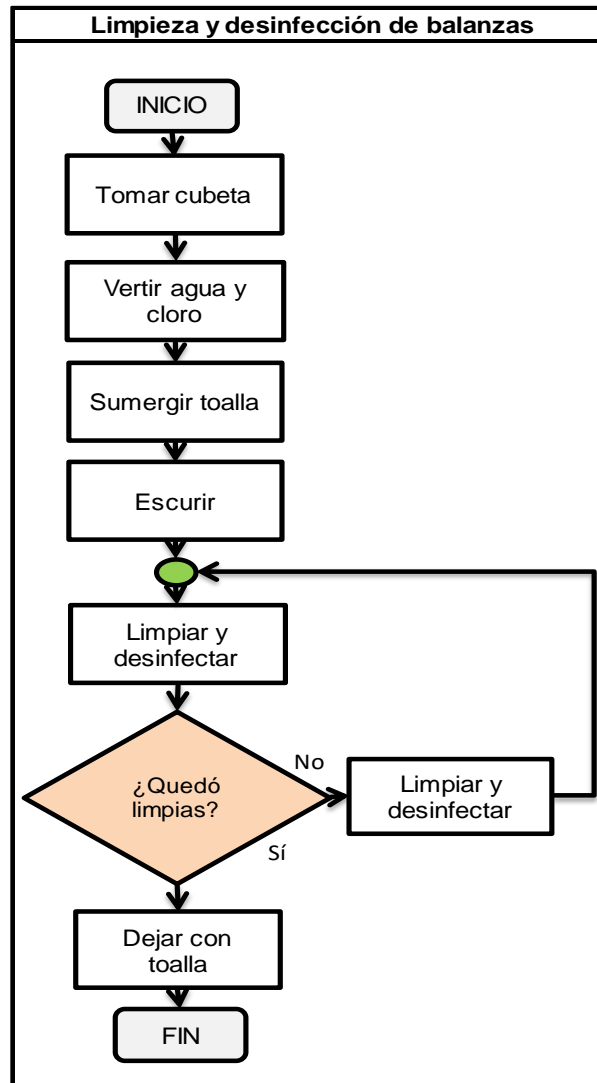 Limpieza y desinfección de balanzas
INICIO
Tomar cubeta
Vertir agua y
cloro
Sumergir toalla
Escurir
Limpiar y
desinfectar
¿Quedó
limpias?
No
Limpiar y
desinfectar
Sí
Dejar con
toalla
FIN